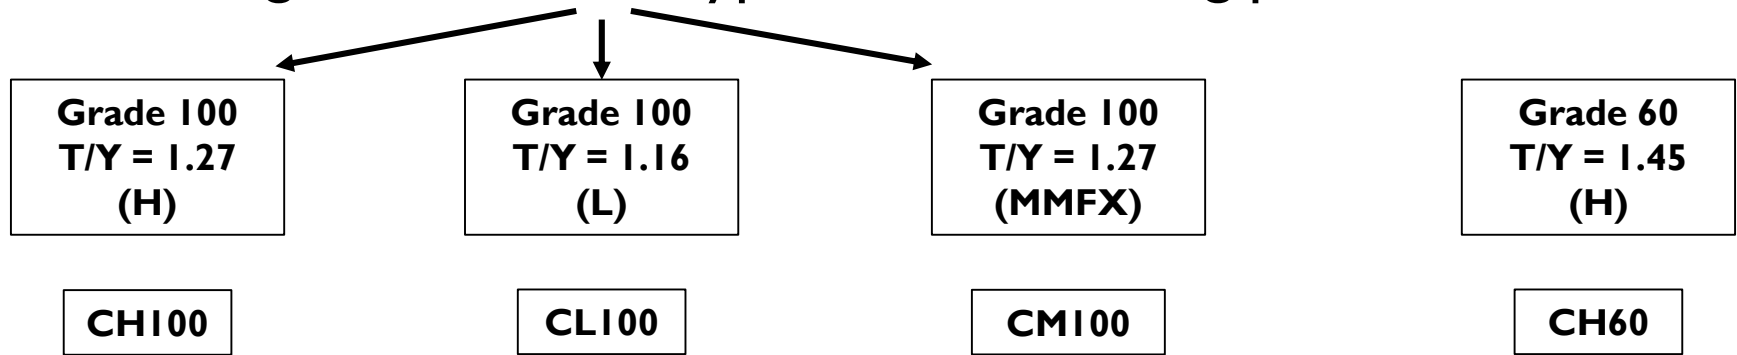 Grade 100
T/Y = 1.27
(H)
Grade 100
T/Y = 1.16
(L)
Grade 100
T/Y = 1.27
(MMFX)
Grade 60
T/Y = 1.45
(H)
CH100
CL100
CM100
CH60